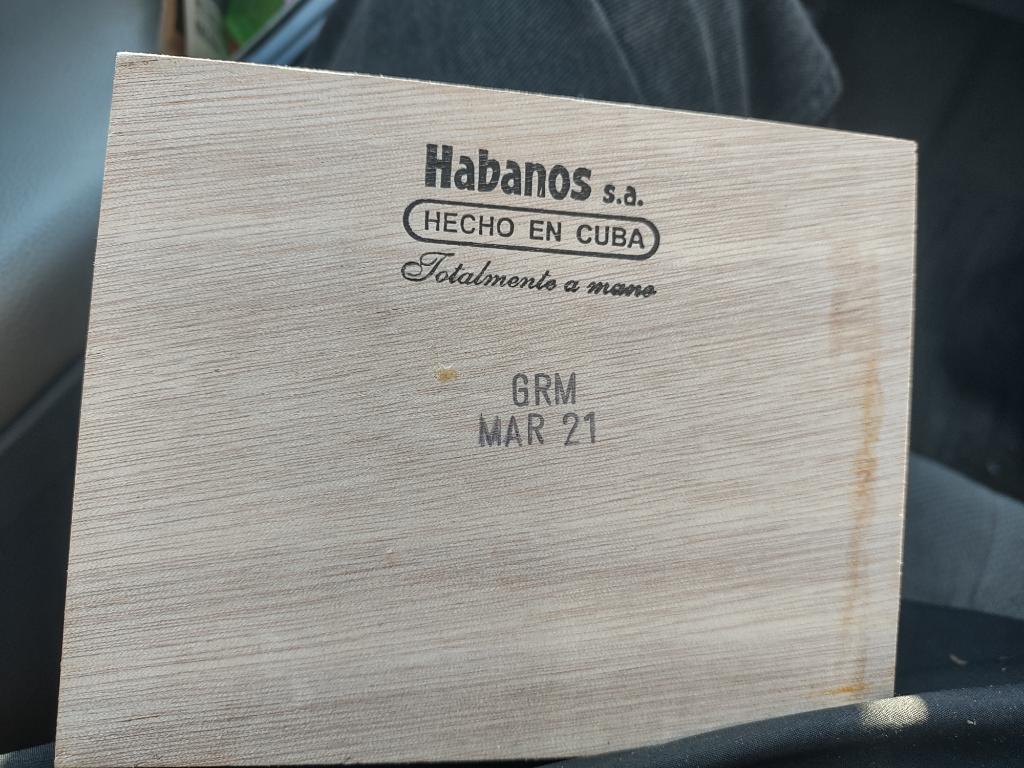 Habanos s.a.
HECHO EN CUBA
Totalmente a mano
GRM
MAR 21